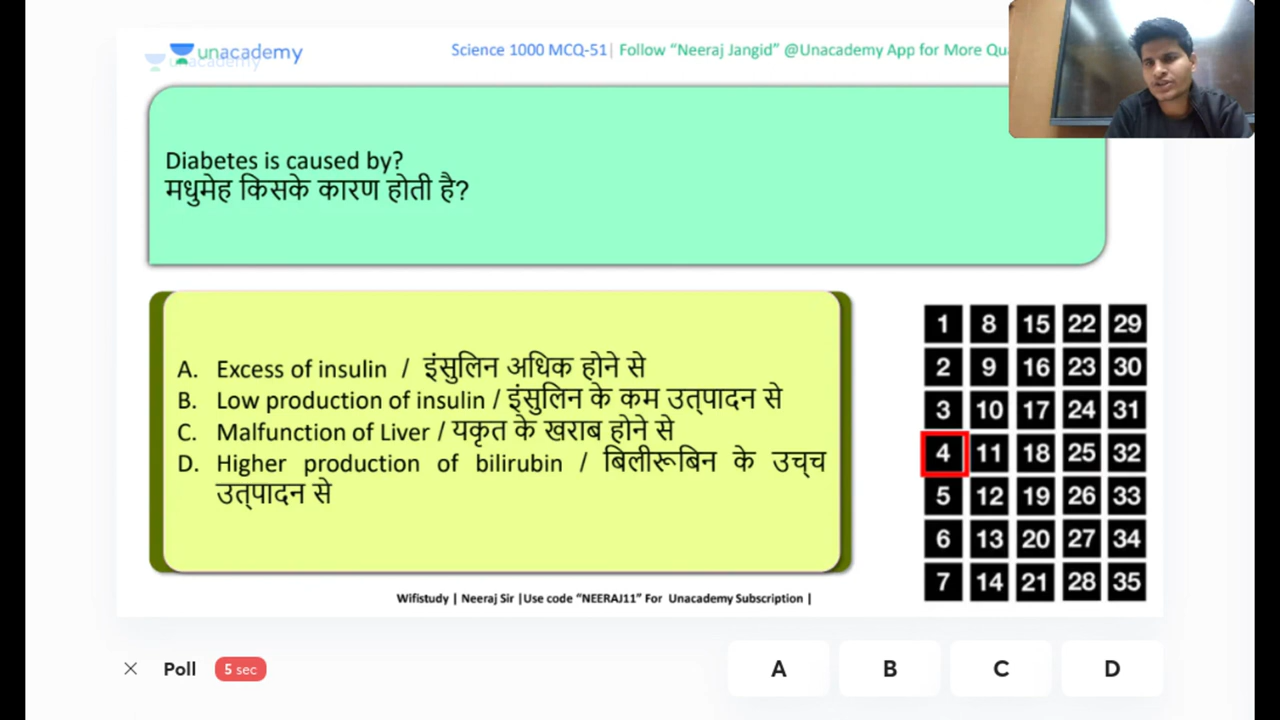 unacademy
unacademy
Science 1000 MCQ-51| Follow “Neeraj Jangid” @Unacademy App for More
Diabetes is caused by?
मधुमेह किसके कारण होती है?
A. Excess of insulin / इंसुलिन अधिक होने से
B. Low production of insulin / इंसुलिन के कम उत्पादन से
C. Malfunction of Liver / यकृत के खराब होने से
D. Higher production of bilirubin / बिलीरूबिन के उच्च
उत्पादन से
1 8 15 22 29
2 9 16 23 30
3 10 17 24 31
4 11 18 25 32
5 12 19 26 33
6 13 20 27 34
7 14 21 28 35
Wifistudy | Neeraj Sir |Use code “NEERAJ11” For Unacademy Subscription |
Poll 5 sec A B C D